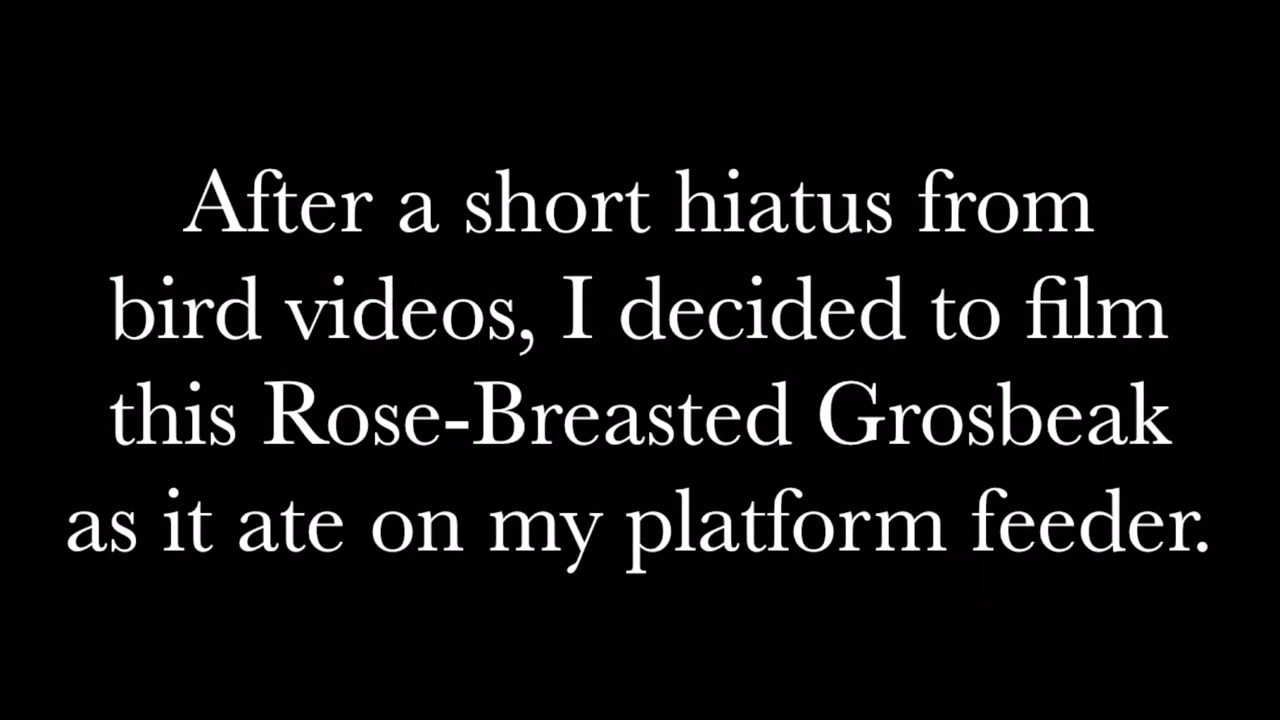 After a short hiatus from
bird videos, I decided to film
this Rose-Breasted Grosbeak
as it ate on my platform feeder.